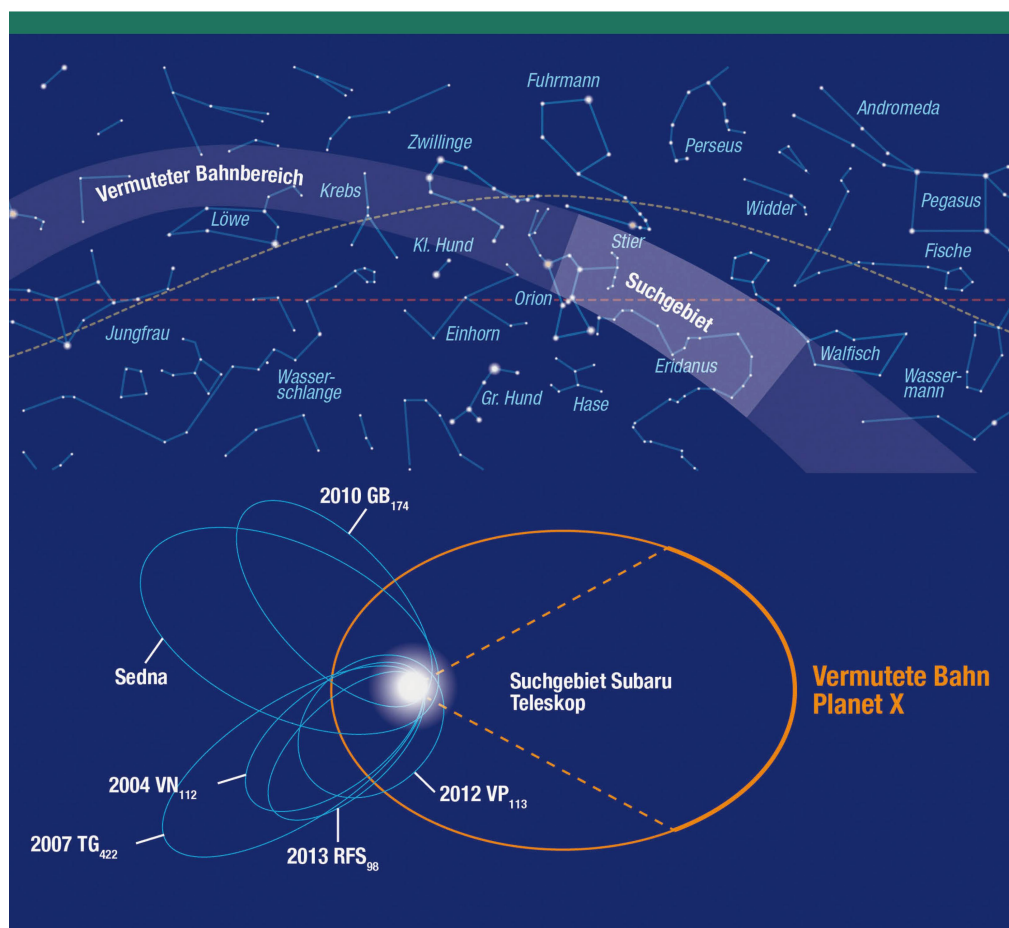 Fuhrmann
Andromeda
Zwillinge
Perseus
Vermuteter Bahnbereich
Krebs
Widder
Pegasus
Löwe
Stier
Kl. Hund
Fische
Suchgebiet
Orion
Jungfrau
Einhorn
Walfisch
Eridanus
Wasser-
schlange
Wasser-
mann
Gr. Hund
Hase
2010 GB174
Sedna
Suchgebiet Subaru
Teleskop
Vermutete Bahn
Planet X
2004 VN112
2012 VP113
2007 TG422
2013 RFS98